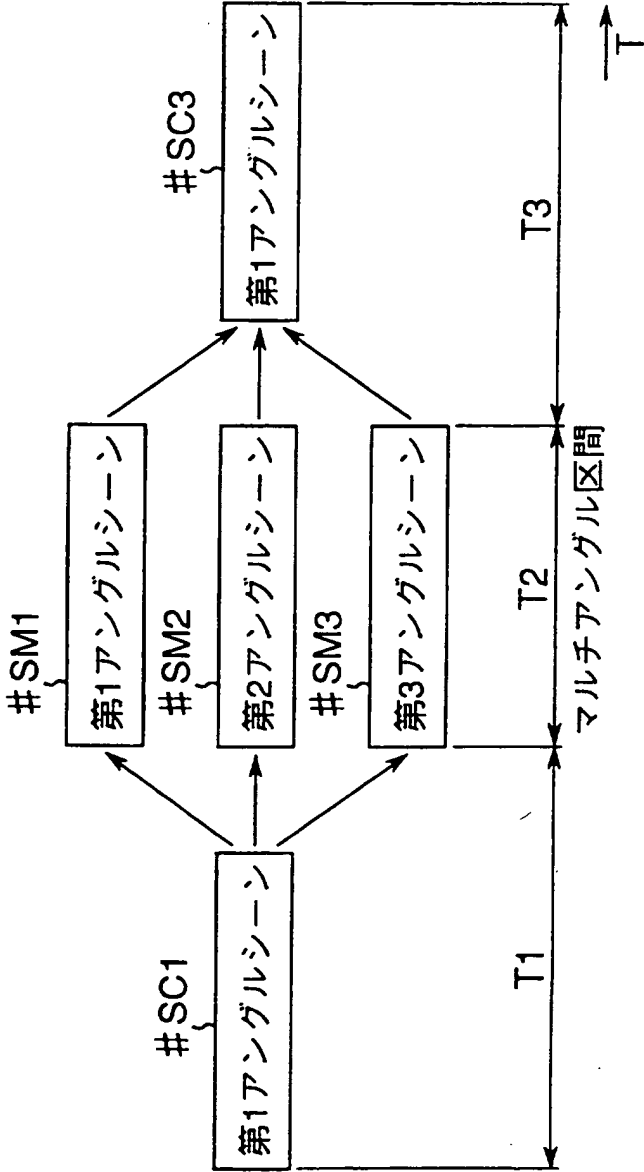 #SC1
第1アングルシーン
#SM1
第1アングルシーン
#SM2
第2アングルシーン
#SM3
第3アングルシーン
#SC3
第1アングルシーン
T1
T2
T3
マルチアングル区間
T